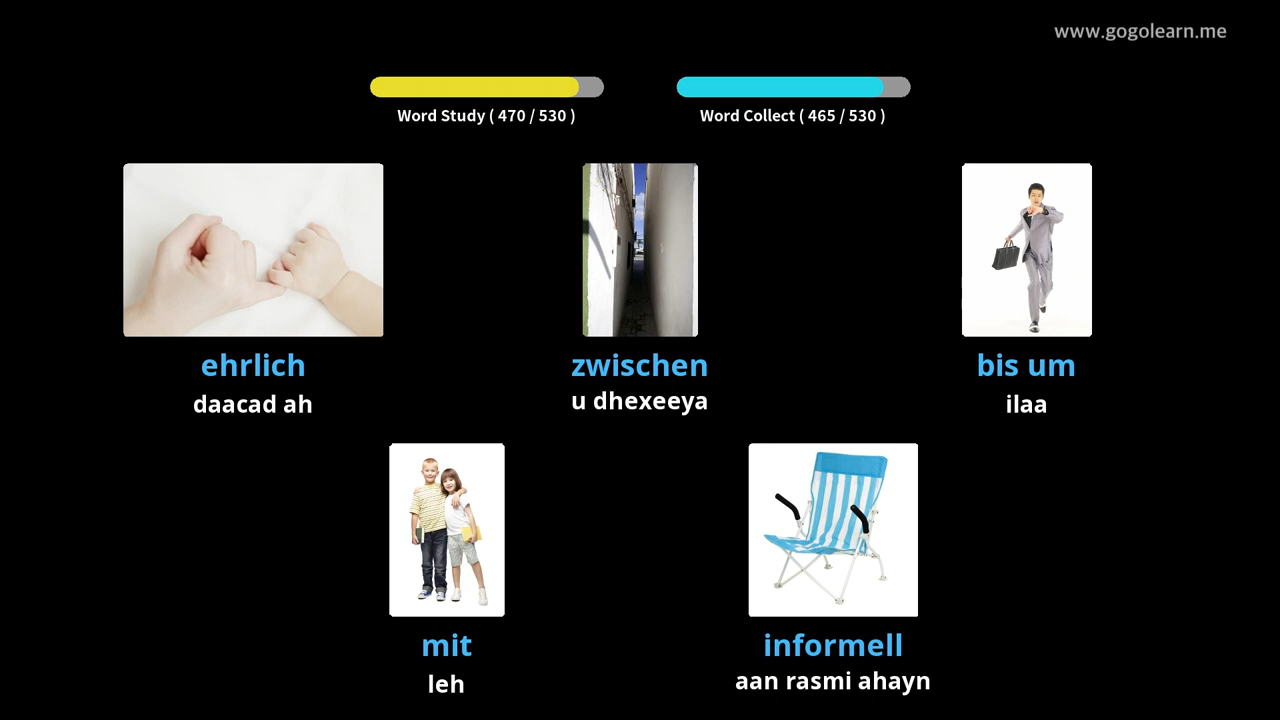 www.gogolearn.me
Word Study ( 470 / 530 )
Word Collect ( 465 / 530 )
ehrlich
daacad ah
zwischen
u dhexeeya
bis um
ilaa
mit
leh
informell
aan rasmi ahayn